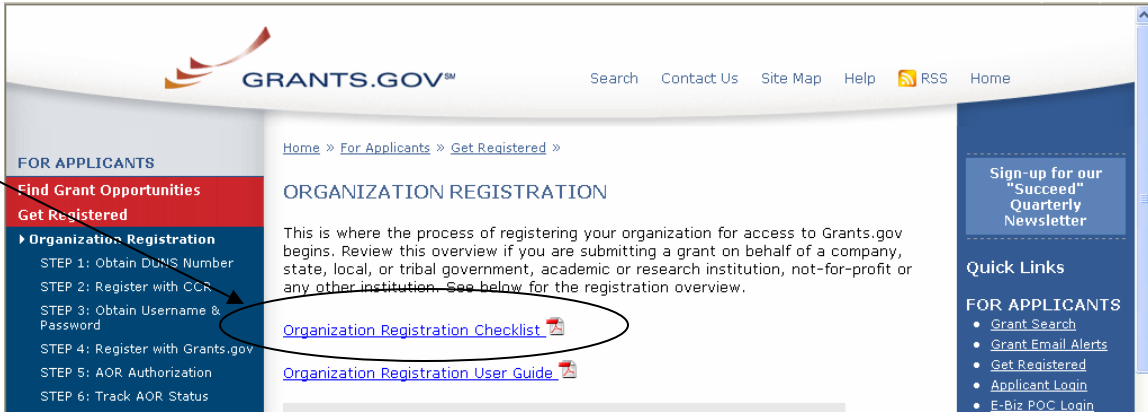 GRANTS.GOV℠
Search Contact Us Site Map Help RSS Home
FOR APPLICANTS
Find Grant Opportunities
Get Registered
Organization Registration
STEP 1: Obtain DUNS Number
STEP 2: Register with CCR
STEP 3: Obtain Username &
Password
STEP 4: Register with Grants.gov
STEP 5: AOR Authorization
STEP 6: Track AOR Status
Home » For Applicants » Get Registered »
ORGANIZATION REGISTRATION
This is where the process of registering your organization for access to Grants.gov
begins. Review this overview if you are submitting a grant on behalf of a company,
state, local, or tribal government, academic or research institution, not-for-profit or
any other institution. See below for the registration overview.
Organization Registration Checklist
Organization Registration User Guide
Sign-up for our
"Succeed"
Quarterly
Newsletter
Quick Links
FOR APPLICANTS
• Grant Search
• Grant Email Alerts
• Get Registered
• Applicant Login
• E-Biz POC Login